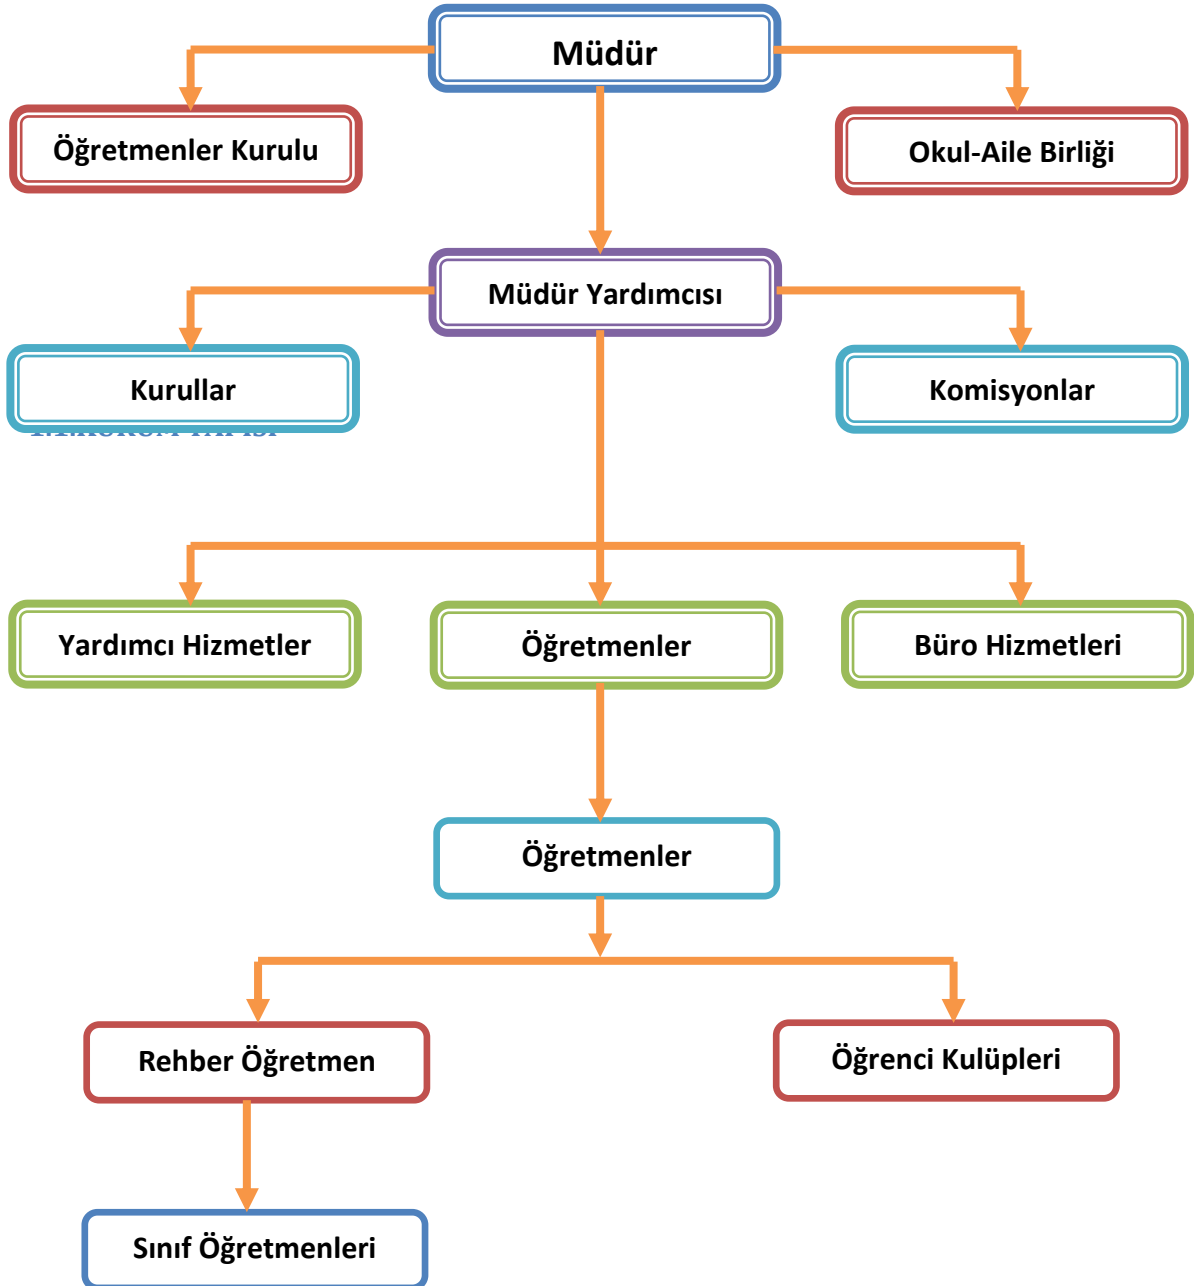 Müdür
Öğretmenler Kurulu
Okul-Aile Birliği
Müdür Yardımcısı
Kurullar
Komisyonlar
Yardımcı Hizmetler
Öğretmenler
Büro Hizmetleri
Öğretmenler
Rehber Öğretmen
Öğrenci Kulüpleri
Sınıf Öğretmenleri